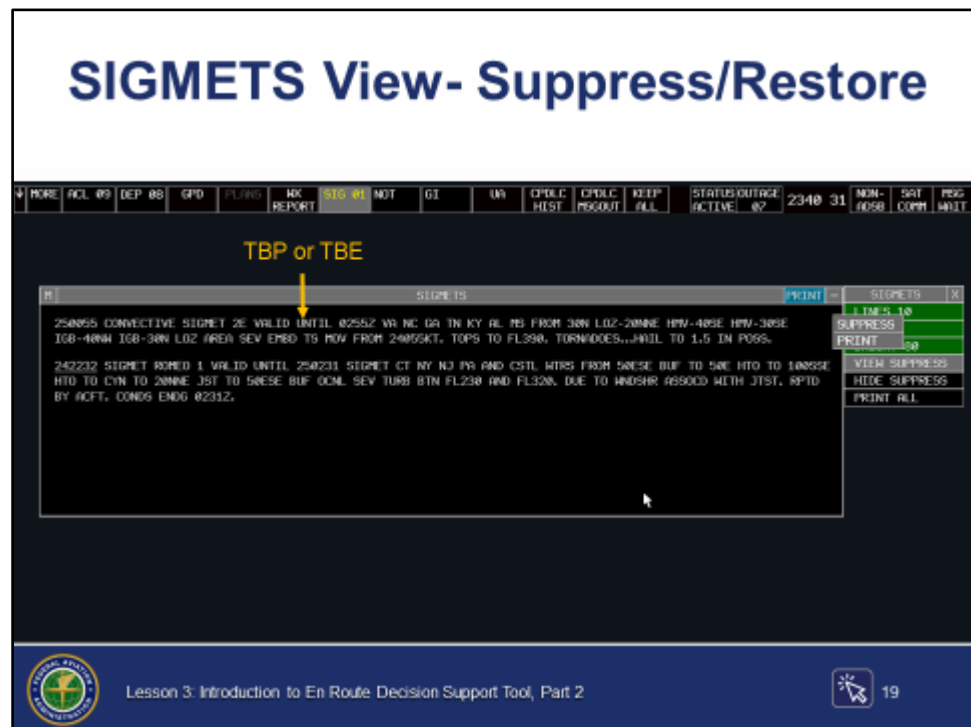 SIGMETS View- Suppress/Restore
MORE ACL 09 DEP 08 GPD PLANS WX REPORT SIG 01 NOT GI UA CPDLC HIST CPDLC MSGOUT KEEP ALL STATUS ACTIVE OUTAGE 07 2340 31 NON-ADSB SAT COMM MSG WAIT
TBP or TBE
M SIGMETS PRINT - SIGMETS X
LINES 10
250055 CONVECTIVE SIGMET 2E VALID UNTIL 0255Z VA NC GA TN KY AL MS FROM 30N LOZ-20NNE HMV-40SE HMV-30SE
SUPPRESS
IGB-40NW IGB-30N LOZ AREA SEV EMBD TS MOV FROM 24055KT. TOPS TO FL390. TORNADOES...HAIL TO 1.5 IN POSS.
PRINT 80
242232 SIGMET ROMEO 1 VALID UNTIL 250231 SIGMET CT NY NJ PA AND CSTL WTRS FROM 50ESE BUF TO 50E HTO TO 100SSE
VIEW SUPPRESS
HTO TO CYN TO 20NNE JST TO 50ESE BUF OCNL SEV TURB BTN FL230 AND FL320. DUE TO WNDSHR ASSOCD WITH JTST. RPTD
HIDE SUPPRESS
BY ACFT. CONDS ENDG 0231Z.
PRINT ALL
FEDERAL AVIATION ADMINISTRATION
Lesson 3: Introduction to En Route Decision Support Tool, Part 2
19